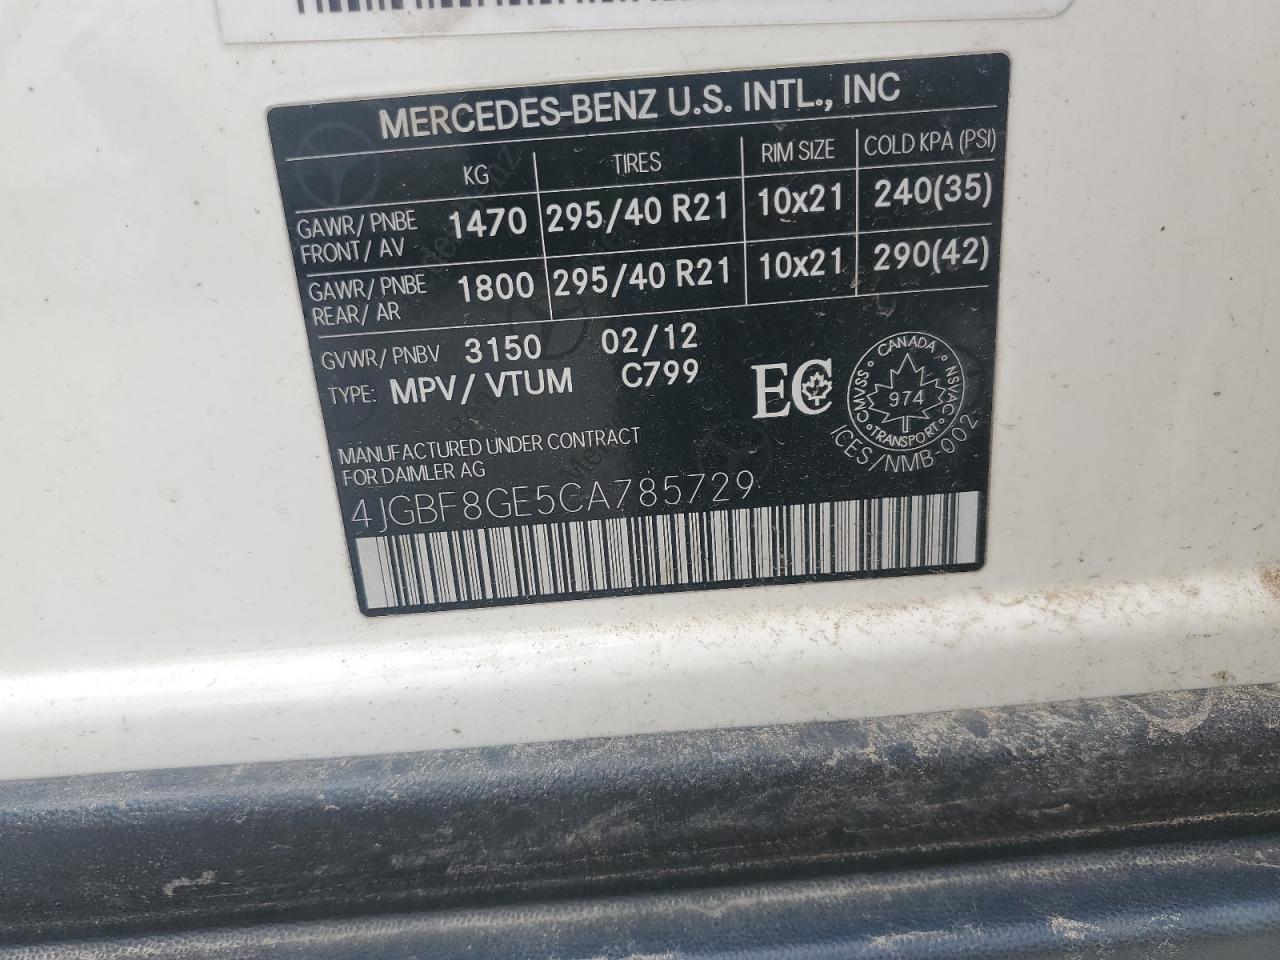 MERCEDES-BENZ U.S. INTL., INC
KG TIRES RIM SIZE COLD KPA (PSI)
GAWR/ PNBE FRONT/ AV 1470 295/40 R21 10x21 240(35)
GAWR/ PNBE REAR/ AR 1800 295/40 R21 10x21 290(42)
GVWR/ PNBV 3150 02/12
TYPE: MPV/ VTUM C799
EC
CANADA
CMVSS 974 NSVAC
TRANSPORT
ICES/NMB-002
MANUFACTURED UNDER CONTRACT
FOR DAIMLER AG
4JGBF8GE5CA785729